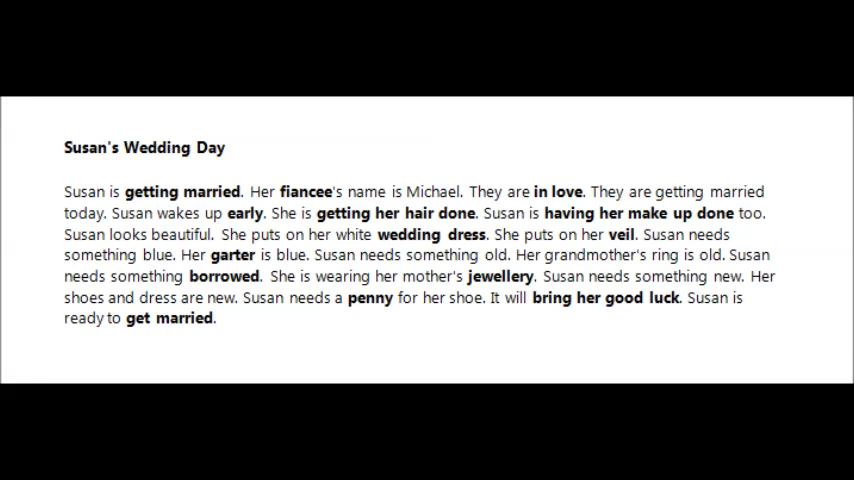 Susan's Wedding Day
Susan is getting married. Her fiancee's name is Michael. They are in love. They are getting married
today. Susan wakes up early. She is getting her hair done. Susan is having her make up done too.
Susan looks beautiful. She puts on her white wedding dress. She puts on her veil. Susan needs
something blue. Her garter is blue. Susan needs something old. Her grandmother's ring is old. Susan
needs something borrowed. She is wearing her mother's jewellery. Susan needs something new. Her
shoes and dress are new. Susan needs a penny for her shoe. It will bring her good luck. Susan is
ready to get married.